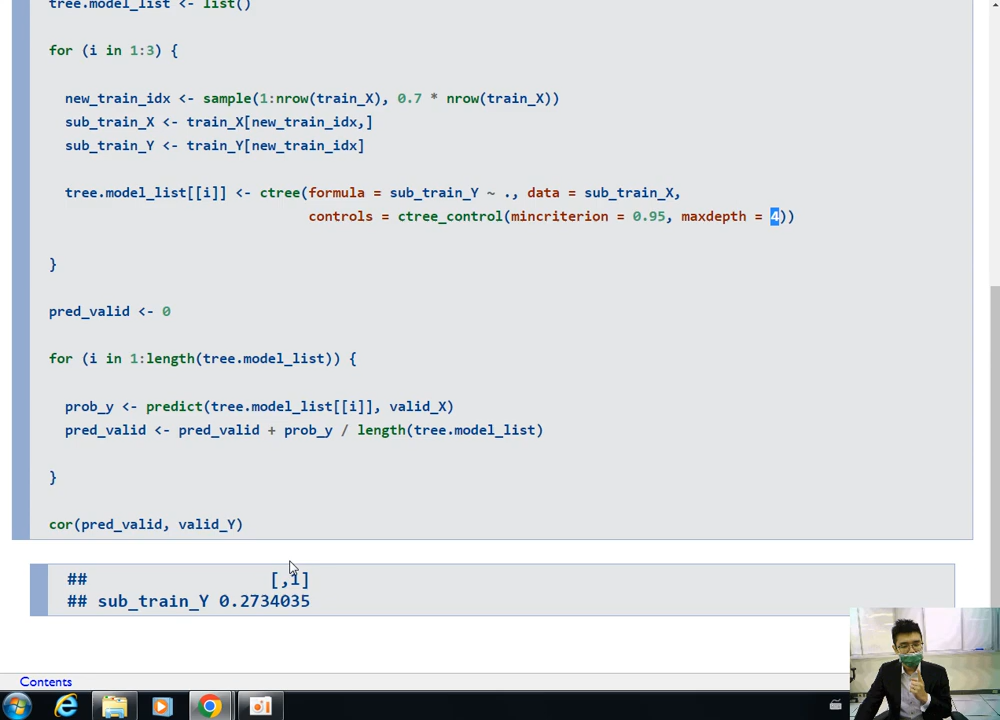 tree.model_list <- list()
for (i in 1:3) {
new_train_idx <- sample(1:nrow(train_X), 0.7 * nrow(train_X))
sub_train_X <- train_X[new_train_idx,]
sub_train_Y <- train_Y[new_train_idx]
tree.model_list[[i]] <- ctree(formula = sub_train_Y ~ ., data = sub_train_X,
controls = ctree_control(mincriterion = 0.95, maxdepth = 4))
}
pred_valid <- 0
for (i in 1:length(tree.model_list)) {
prob_y <- predict(tree.model_list[[i]], valid_X)
pred_valid <- pred_valid + prob_y / length(tree.model_list)
}
cor(pred_valid, valid_Y)
## [,1]
## sub_train_Y 0.2734035
Contents